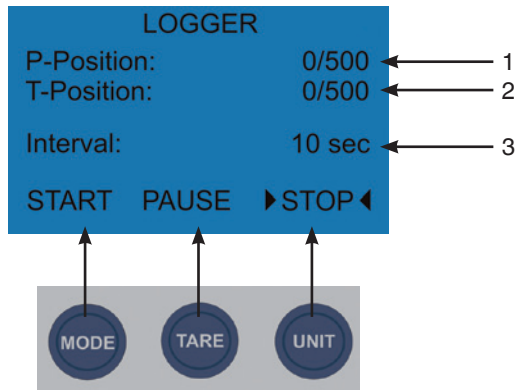 LOGGER
P-Position: 0/500 1
T-Position: 0/500 2
Interval: 10 sec 3
START PAUSE STOP
MODE TARE UNIT